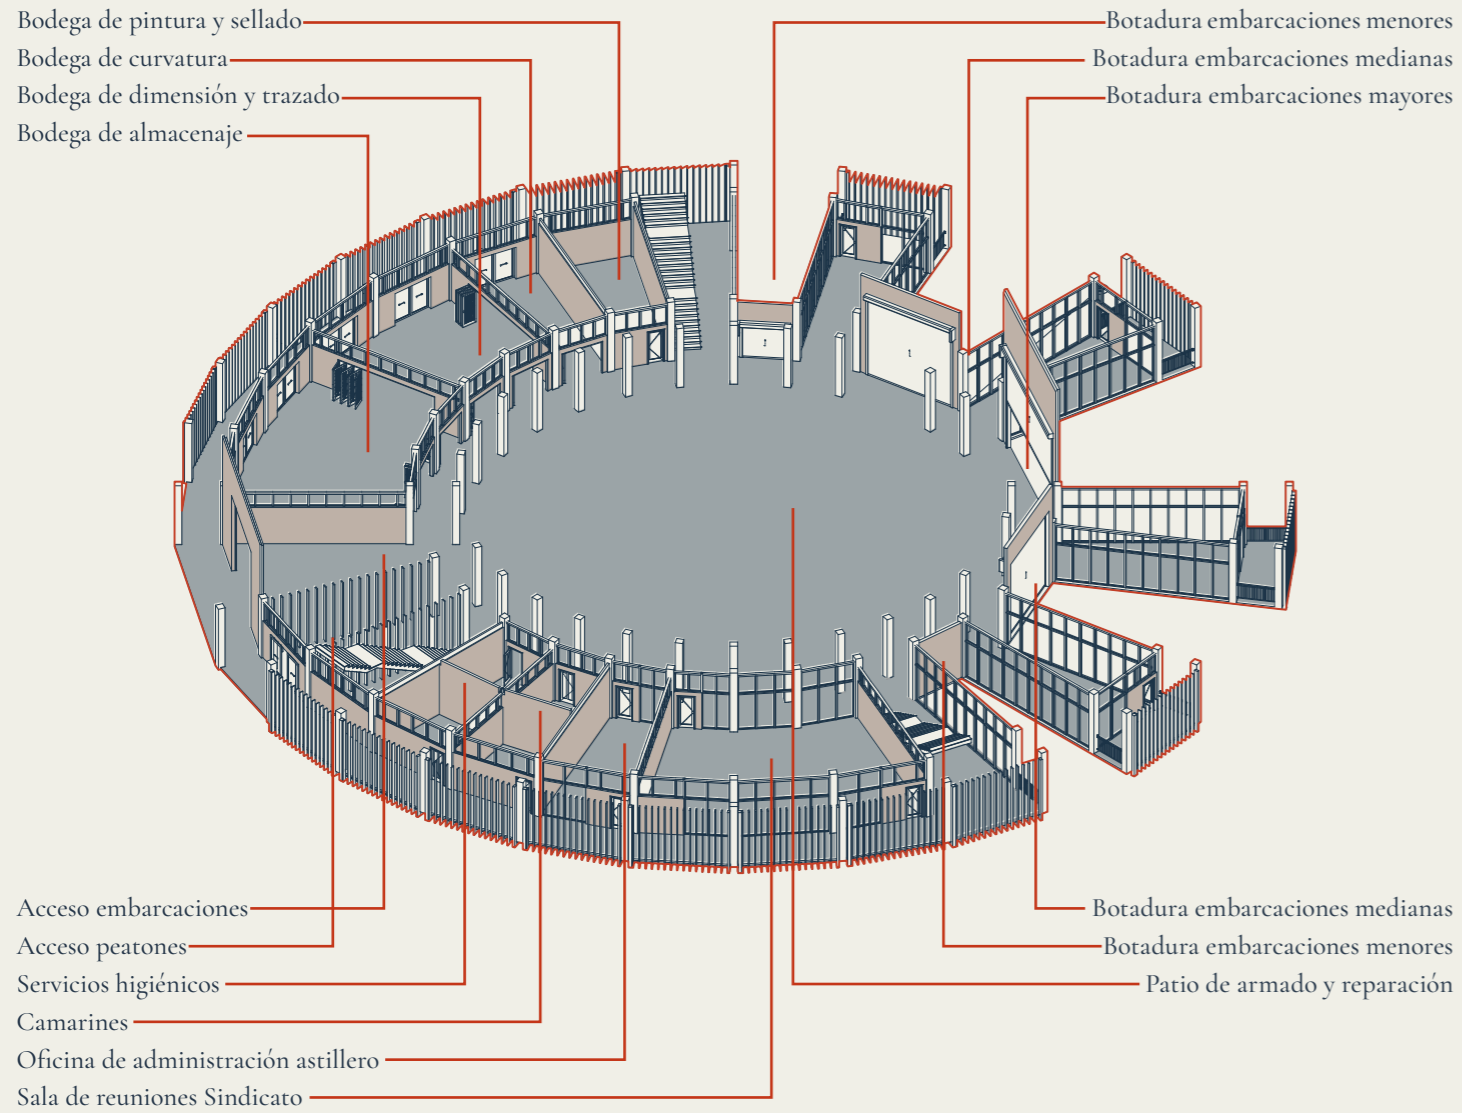 Bodega de pintura y sellado
Bodega de curvatura
Bodega de dimensión y trazado
Bodega de almacenaje
Botadura embarcaciones menores
Botadura embarcaciones medianas
Botadura embarcaciones mayores
Acceso embarcaciones
Acceso peatones
Servicios higiénicos
Camarines
Oficina de administración astillero
Sala de reuniones Sindicato
Botadura embarcaciones medianas
Botadura embarcaciones menores
Patio de armado y reparación